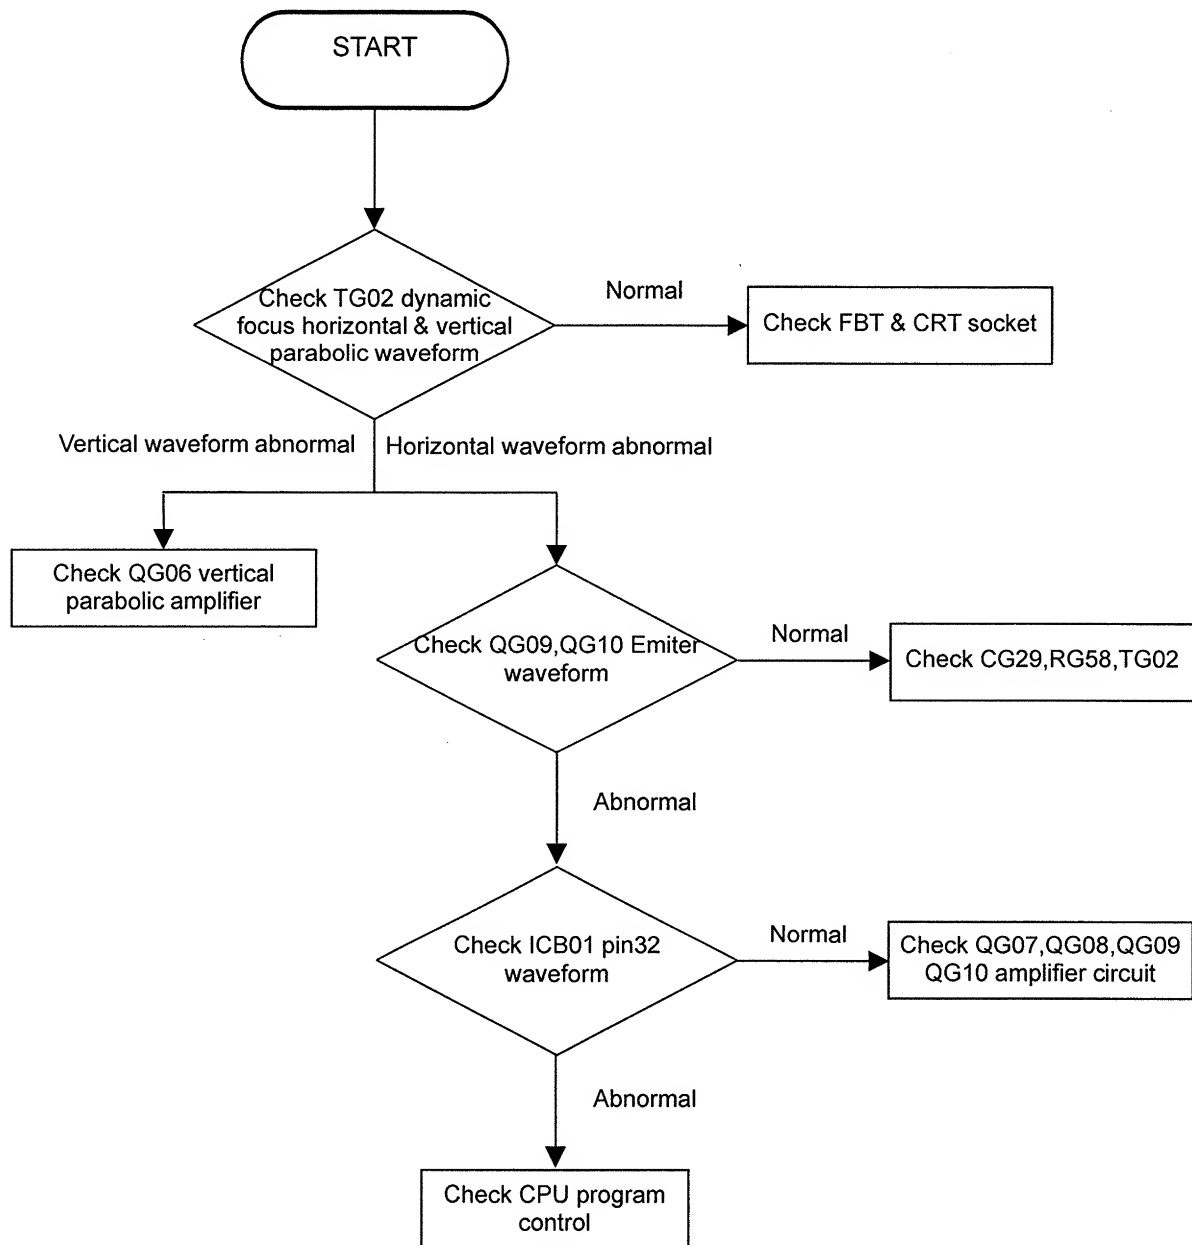 START
Check TG02 dynamic
focus horizontal & vertical
parabolic waveform
Normal
Check FBT & CRT socket
Vertical waveform abnormal
Horizontal waveform abnormal
Check QG06 vertical
parabolic amplifier
Check QG09,QG10 Emiter
waveform
Normal
Check CG29,RG58,TG02
Abnormal
Check ICB01 pin32
waveform
Normal
Check QG07,QG08,QG09
QG10 amplifier circuit
Abnormal
Check CPU program
control